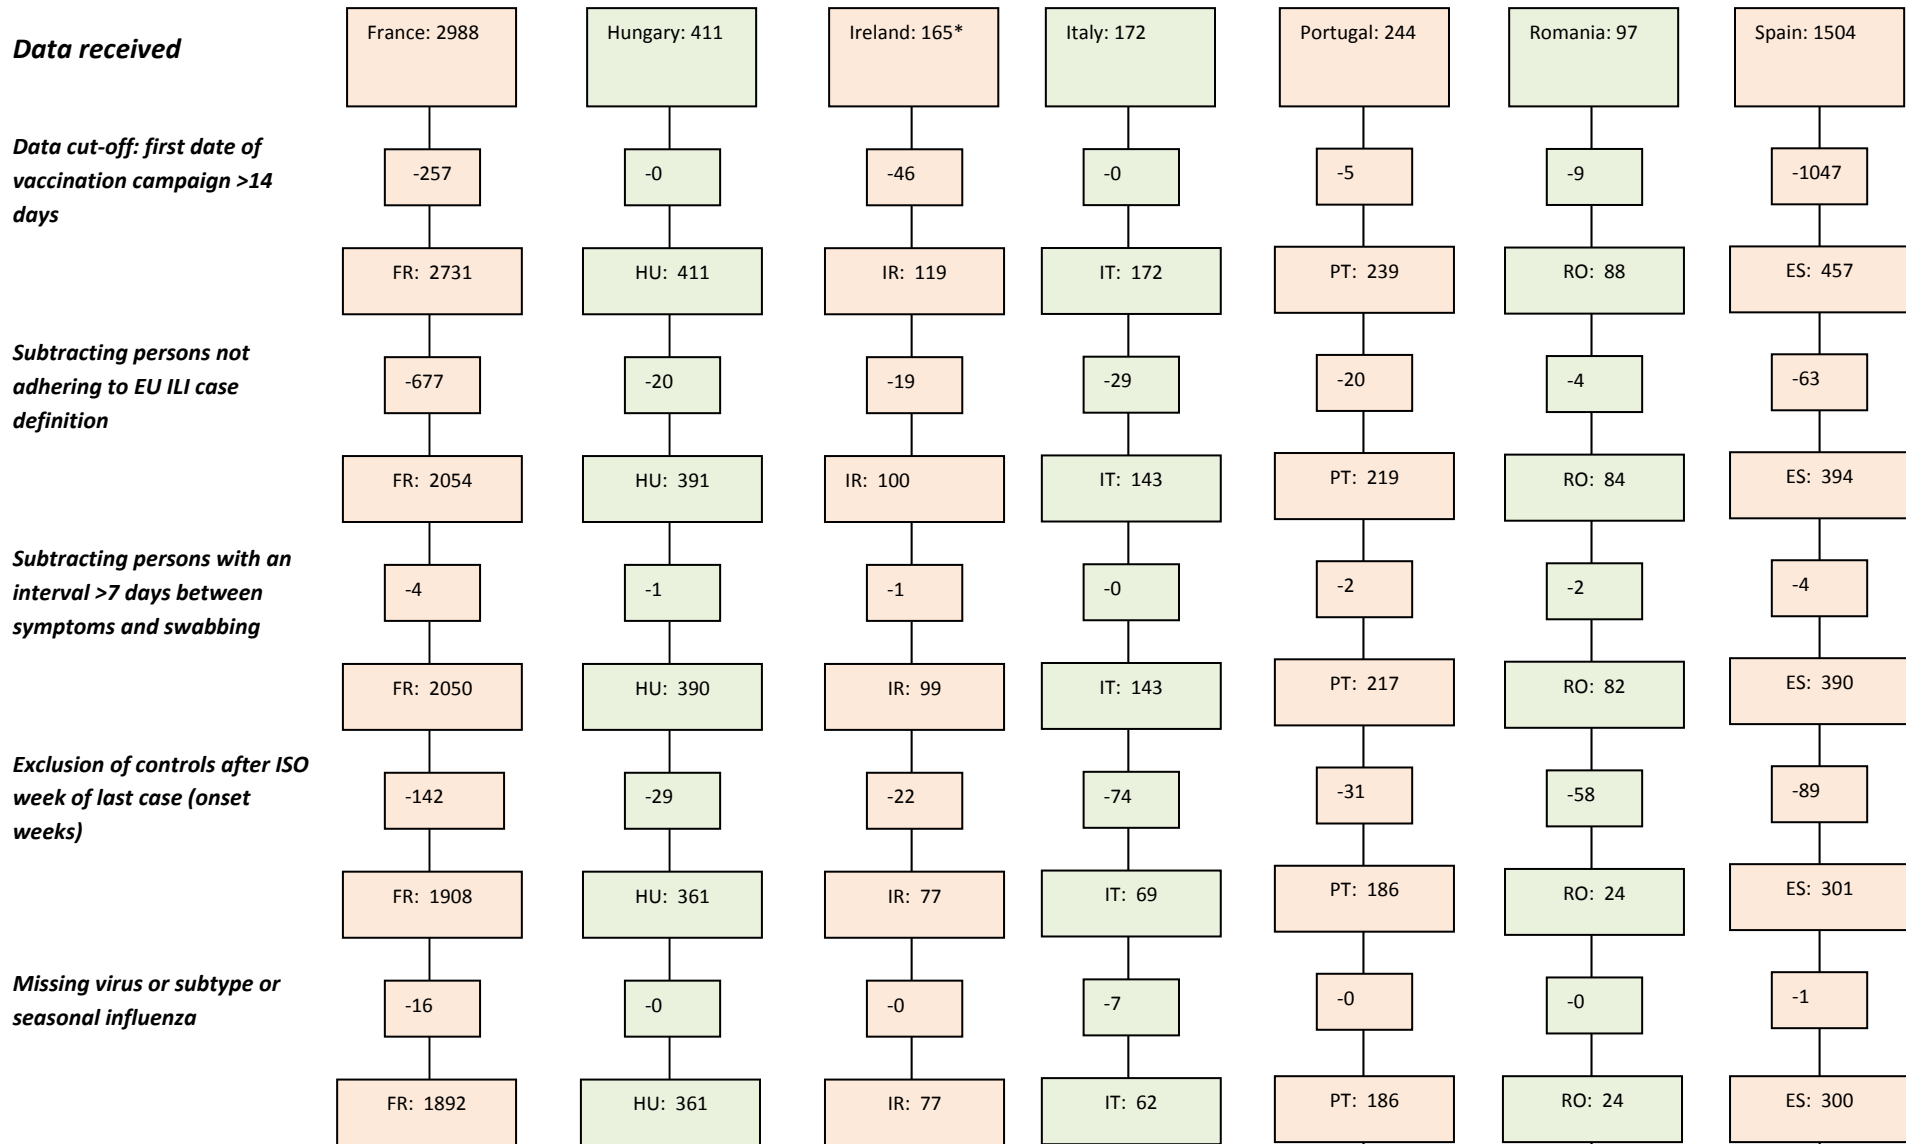 Data received
France: 2988
Hungary: 411
Ireland: 165*
Italy: 172
Portugal: 244
Romania: 97
Spain: 1504
Data cut-off: first date of
vaccination campaign >14
days
-257
-0
-46
-0
-5
-9
-1047
FR: 2731
HU: 411
IR: 119
IT: 172
PT: 239
RO: 88
ES: 457
Subtracting persons not
adhering to EU ILI case
definition
-677
-20
-19
-29
-20
-4
-63
FR: 2054
HU: 391
IR: 100
IT: 143
PT: 219
RO: 84
ES: 394
Subtracting persons with an
interval >7 days between
symptoms and swabbing
-4
-1
-1
-0
-2
-2
-4
FR: 2050
HU: 390
IR: 99
IT: 143
PT: 217
RO: 82
ES: 390
Exclusion of controls after ISO
week of last case (onset
weeks)
-142
-29
-22
-74
-31
-58
-89
FR: 1908
HU: 361
IR: 77
IT: 69
PT: 186
RO: 24
ES: 301
Missing virus or subtype or
seasonal influenza
-16
-0
-0
-7
-0
-0
-1
FR: 1892
HU: 361
IR: 77
IT: 62
PT: 186
RO: 24
ES: 300